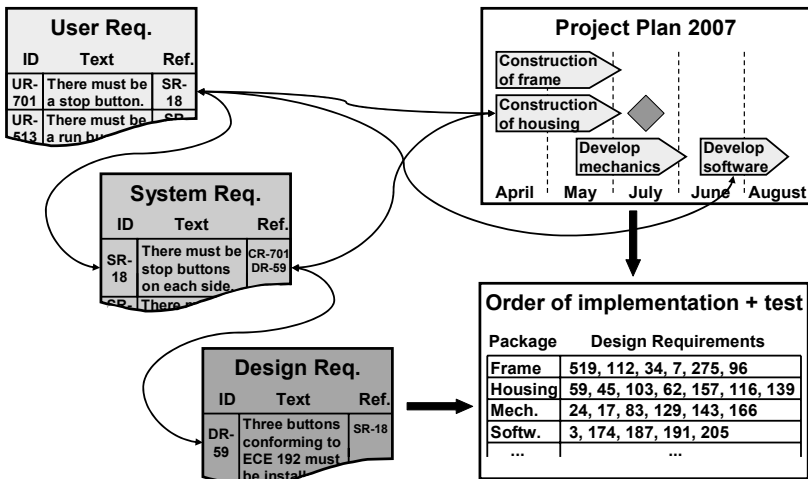 User Req.
ID Text Ref.
UR-701 There must be a stop button. SR-18
UR-513 There must be a run
System Req.
ID Text Ref.
SR-18 There must be stop buttons on each side. CR-701 DR-59
SR- There
Design Req.
ID Text Ref.
DR-59 Three buttons conforming to ECE 192 must be SR-18
Project Plan 2007
Construction of frame
Construction of housing
Develop mechanics
Develop software
April May July June August
Order of implementation + test
Package Design Requirements
Frame 519, 112, 34, 7, 275, 96
Housing 59, 45, 103, 62, 157, 116, 139
Mech. 24, 17, 83, 129, 143, 166
Softw. 3, 174, 187, 191, 205
... ...